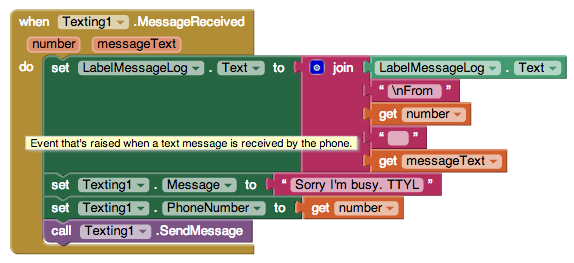 when Texting1 .MessageReceived
number messageText
do set LabelMessageLog . Text to join LabelMessageLog . Text
“ \nFrom ”
get number
Event that's raised when a text message is received by the phone. “ ”
get messageText
set Texting1 . Message to “ Sorry I'm busy. TTYL ”
set Texting1 . PhoneNumber to get number
call Texting1 .SendMessage